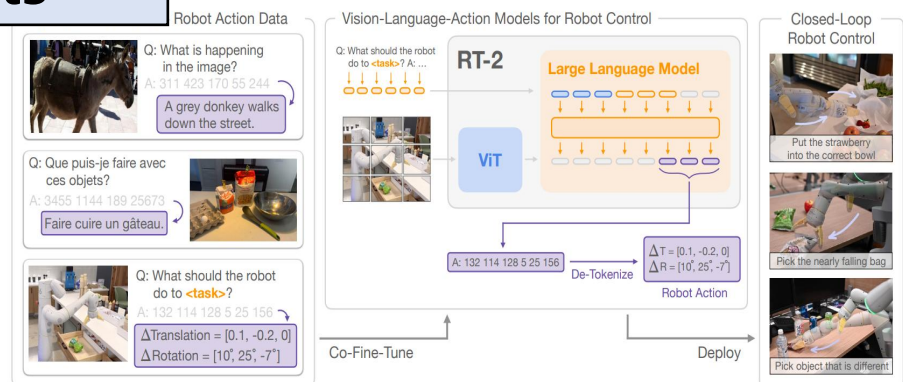 Robot Action Data
Q: What is happening
in the image?
A: 311 423 170 55 244
A grey donkey walks
down the street.
Q: Que puis-je faire avec
ces objets?
A: 3455 1144 189 25673
Faire cuire un gâteau.
Q: What should the robot
do to <task>?
A: 132 114 128 5 25 156
ΔTranslation = [0.1, -0.2, 0]
ΔRotation = [10°, 25°, -7°]
Co-Fine-Tune
Vision-Language-Action Models for Robot Control
Q: What should the robot
do to <task>? A: ...
RT-2
Large Language Model
ViT
A: 132 114 128 5 25 156
De-Tokenize
ΔT = [0.1, -0.2, 0]
ΔR = [10°, 25°, -7°]
Robot Action
Deploy
Closed-Loop
Robot Control
Put the strawberry
into the correct bowl
Pick the nearly falling bag
Pick object that is different